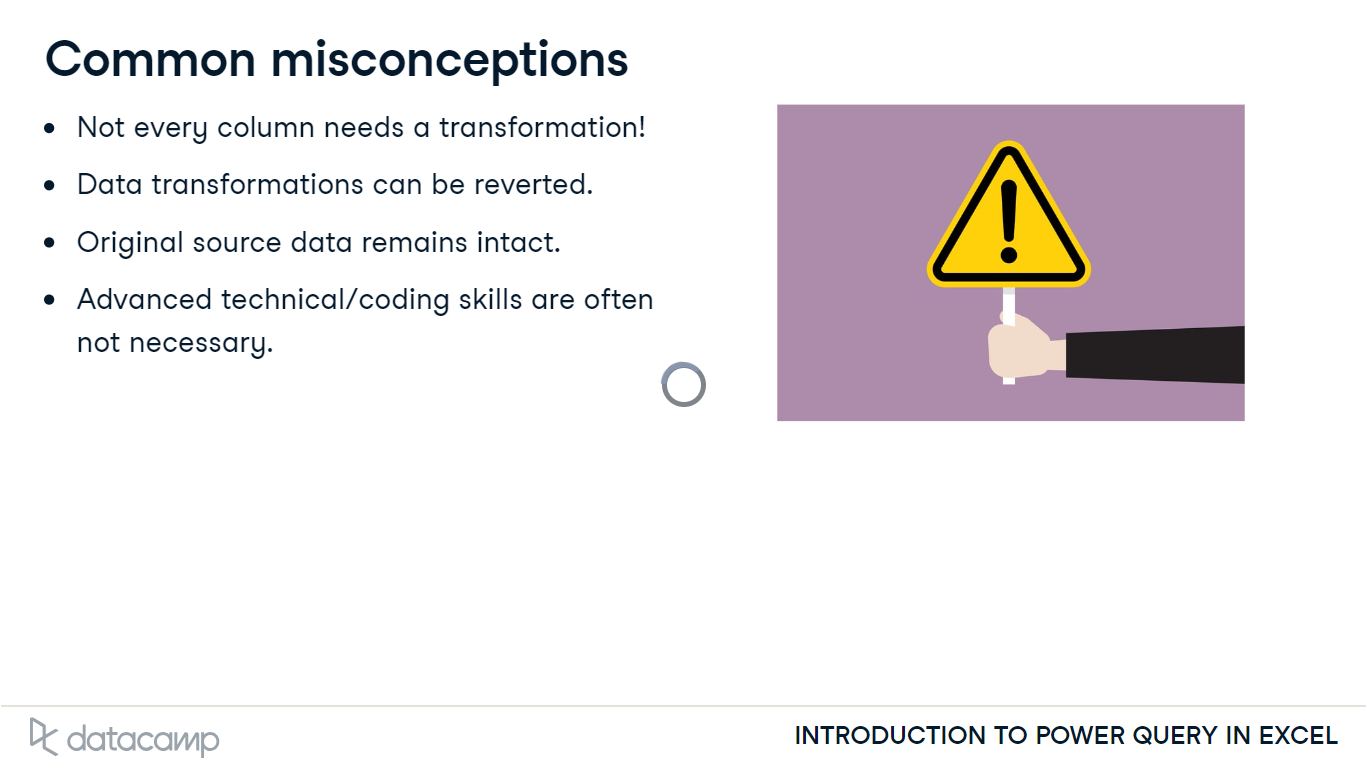 Common misconceptions
• Not every column needs a transformation!
• Data transformations can be reverted.
• Original source data remains intact.
• Advanced technical/coding skills are often
not necessary.
datacamp
INTRODUCTION TO POWER QUERY IN EXCEL